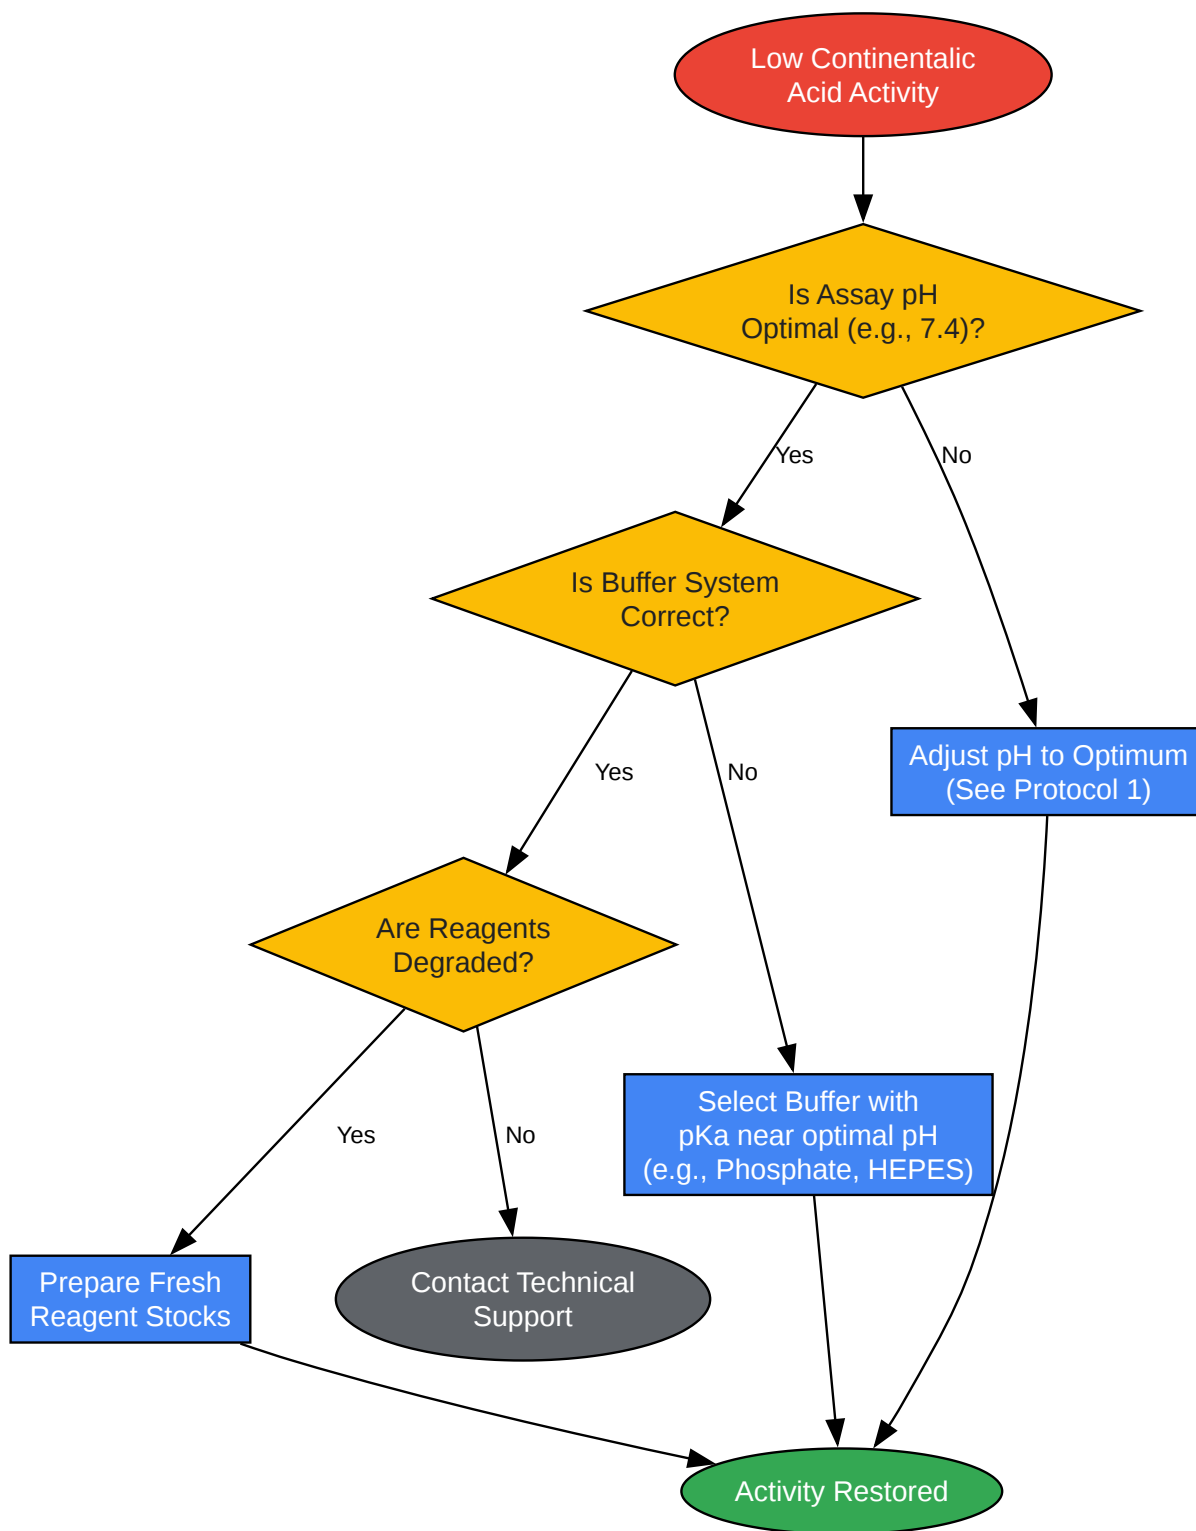 Low Continentalic
Acid Activity
Is Assay pH
Optimal (e.g., 7.4)?
Yes
No
Is Buffer System
Correct?
Yes
No
Adjust pH to Optimum
(See Protocol 1)
Are Reagents
Degraded?
Yes
No
Select Buffer with
pKa near optimal pH
(e.g., Phosphate, HEPES)
Prepare Fresh
Reagent Stocks
Contact Technical
Support
Activity Restored